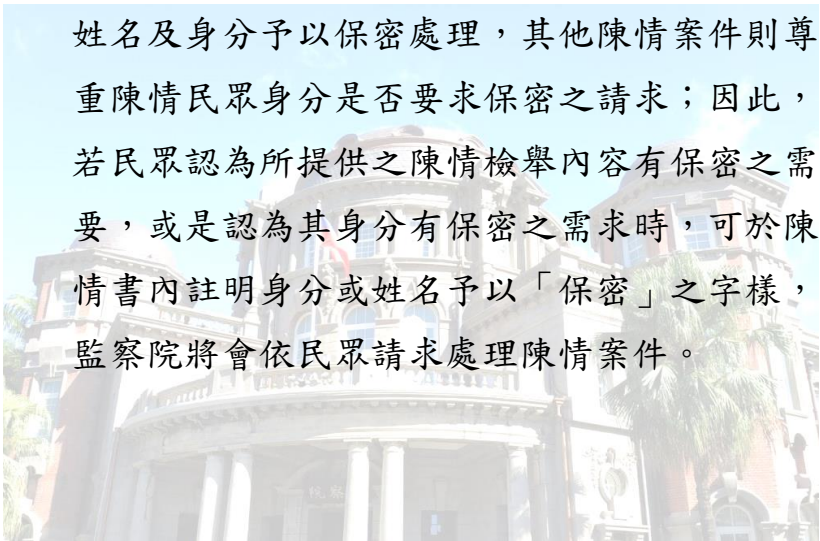 姓名及身分予以保密處理，其他陳情案件則尊
重陳情民眾身分是否要求保密之請求；因此，
若民眾認為所提供之陳情檢舉內容有保密之需
要，或是認為其身分有保密之需求時，可於陳
情書內註明身分或姓名予以「保密」之字樣，
監察院將會依民眾請求處理陳情案件。